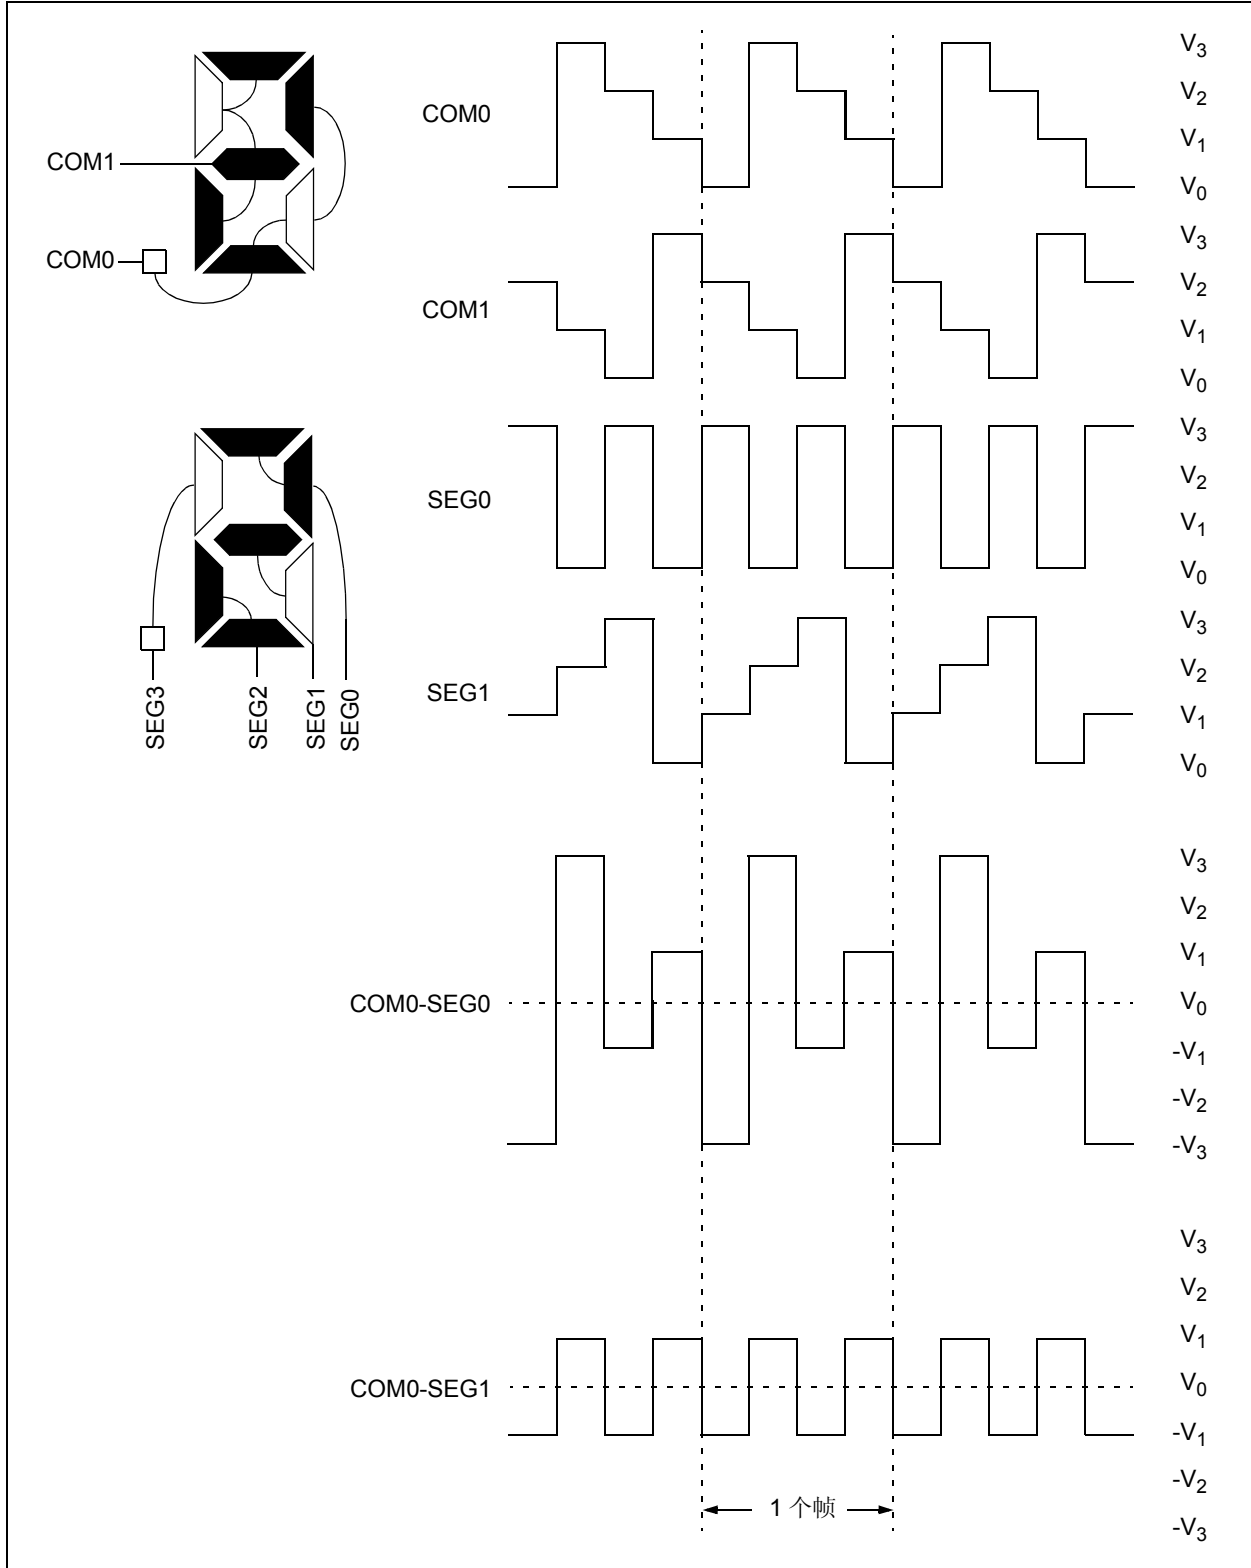 COM1
COM0
SEG3
SEG2
SEG1
SEG0
COM0
V3
V2
V1
V0
COM1
V3
V2
V1
V0
SEG0
V3
V2
V1
V0
SEG1
V3
V2
V1
V0
COM0-SEG0
V3
V2
V1
V0
-V1
-V2
-V3
COM0-SEG1
V3
V2
V1
V0
-V1
-V2
-V3
1 个帧